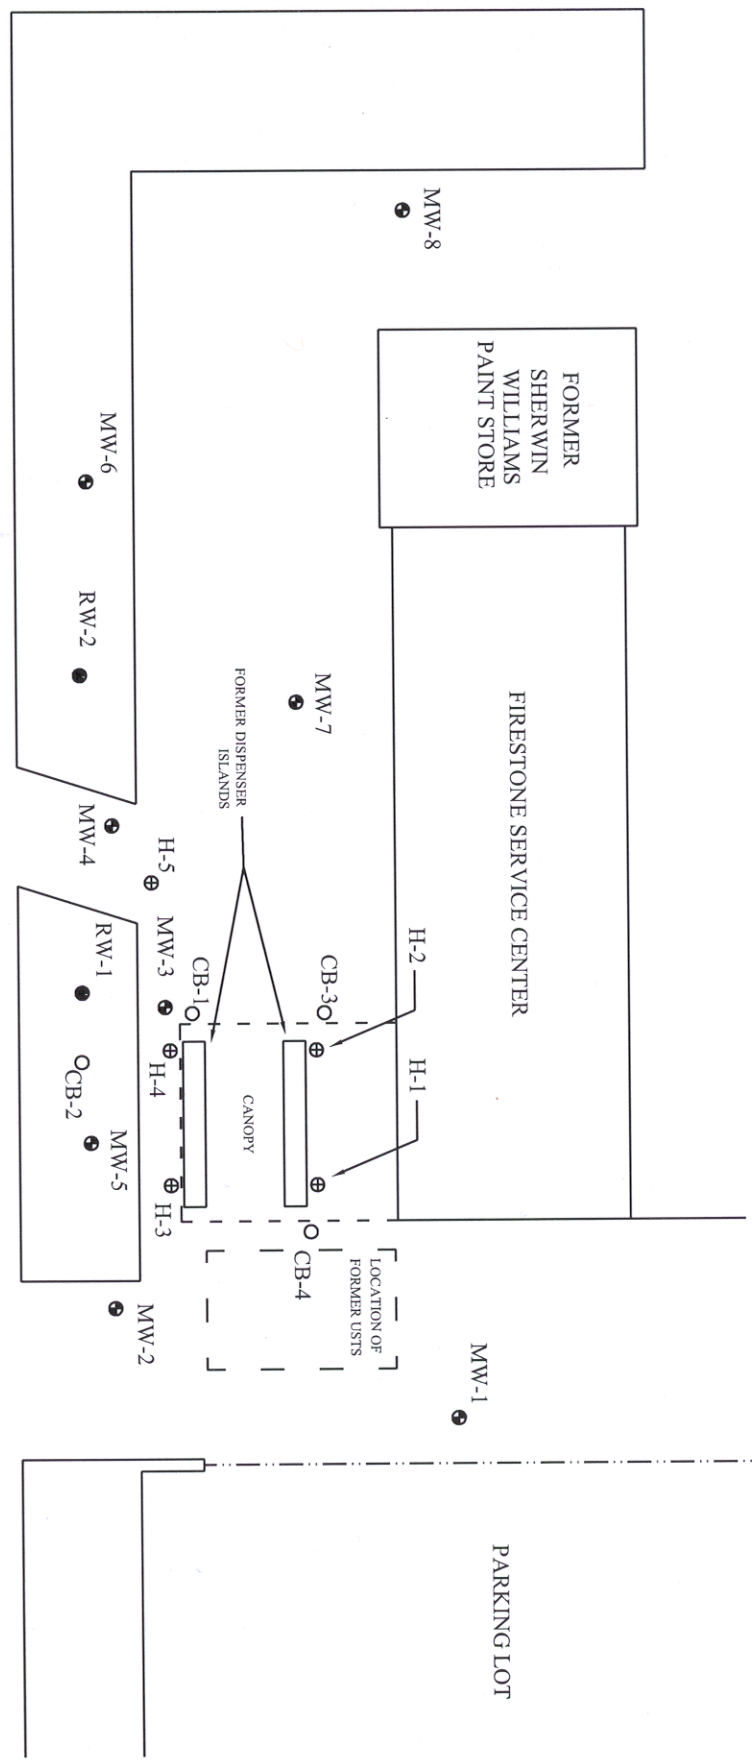 MW-8
FORMER
SHERWIN
WILLIAMS
PAINT STORE
MW-6
RW-2
FIRESTONE SERVICE CENTER
MW-7
FORMER DISPENSER
ISLANDS
MW-4
H-5
MW-3
RW-1
CB-1
CB-3
H-2
H-1
H-4
CANOPY
CB-2
MW-5
H-3
CB-4
LOCATION OF
FORMER USTS
MW-2
MW-1
PARKING LOT